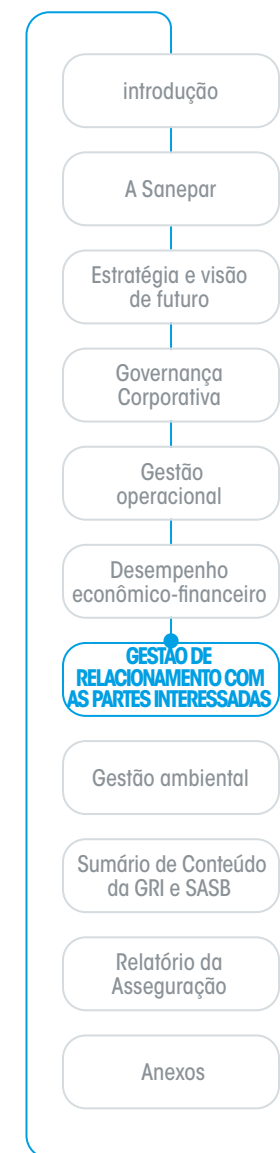 introdução
A Sanepar
Estratégia e visão
de futuro
Governança
Corporativa
Gestão
operacional
Desempenho
econômico-financeiro
GESTÃO DE
RELACIONAMENTO COM
AS PARTES INTERESSADAS
Gestão ambiental
Sumário de Conteúdo
da GRI e SASB
Relatório da
Asseguração
Anexos